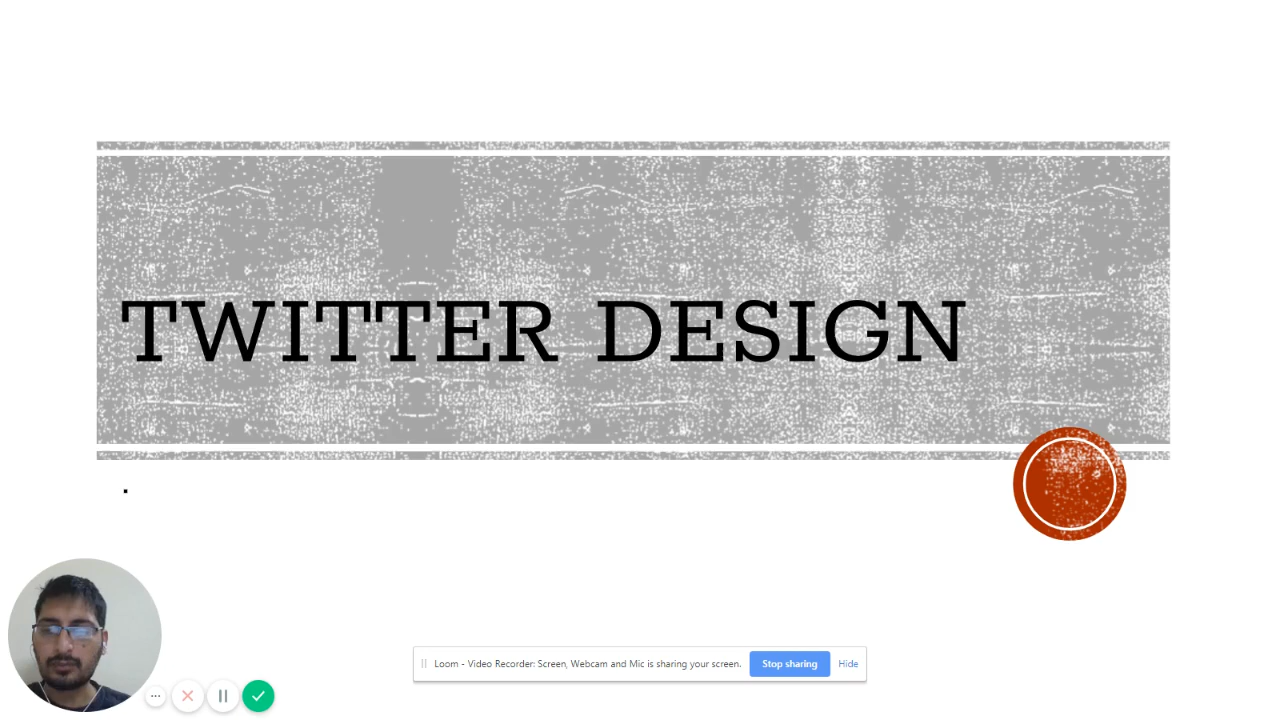 TWITTER DESIGN
.
Loom - Video Recorder: Screen, Webcam and Mic is sharing your screen. Stop sharing Hide